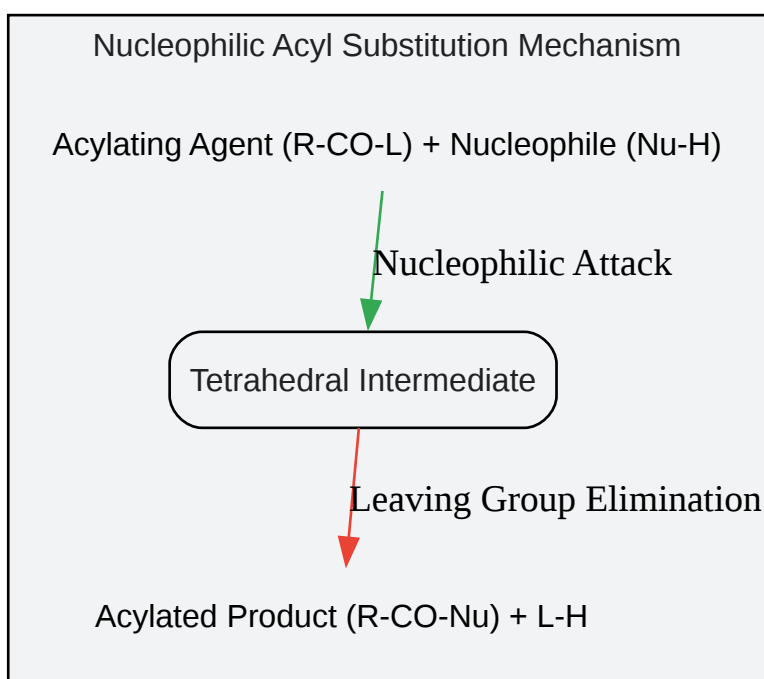 Nucleophilic Acyl Substitution Mechanism
Acylating Agent (R-CO-L) + Nucleophile (Nu-H)
Nucleophilic Attack
Tetrahedral Intermediate
Leaving Group Elimination
Acylated Product (R-CO-Nu) + L-H